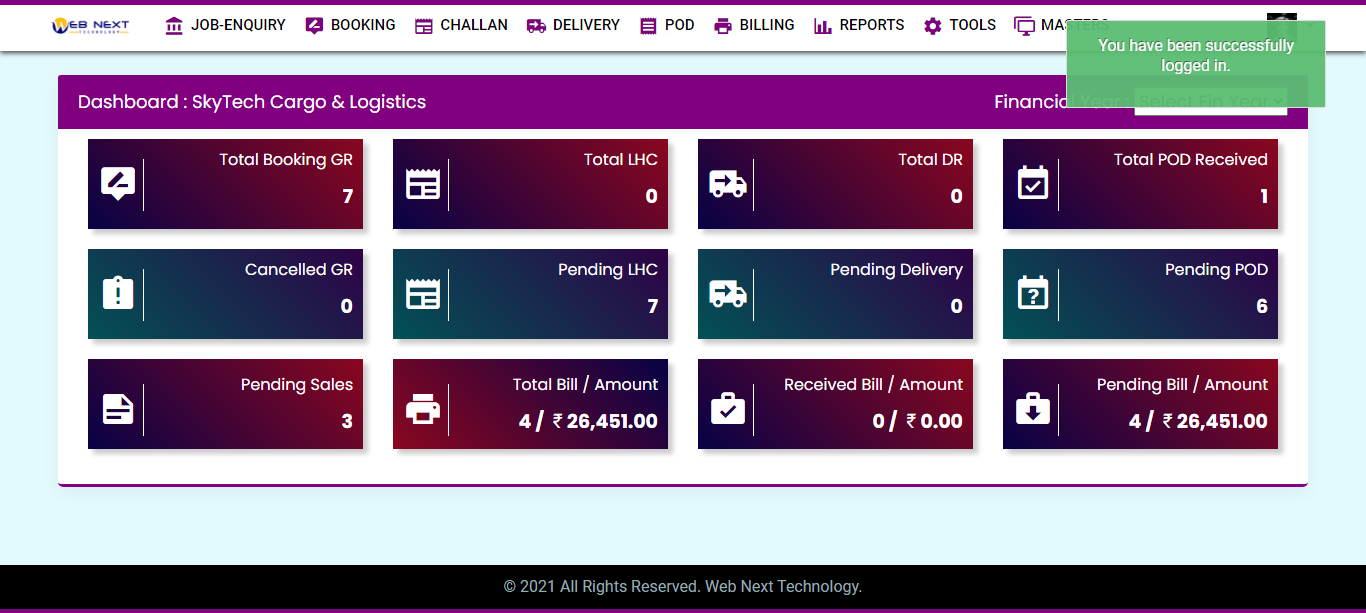 WEB NEXT
TECHNOLOGY
JOB-ENQUIRY
BOOKING
CHALLAN
DELIVERY
POD
BILLING
REPORTS
TOOLS
MASTERS
You have been successfully
logged in.
Dashboard : SkyTech Cargo & Logistics
Financial Year : Select Fin Year
Total Booking GR
7
Total LHC
0
Total DR
0
Total POD Received
1
Cancelled GR
0
Pending LHC
7
Pending Delivery
0
Pending POD
6
Pending Sales
3
Total Bill / Amount
4 / ₹ 26,451.00
Received Bill / Amount
0 / ₹ 0.00
Pending Bill / Amount
4 / ₹ 26,451.00
© 2021 All Rights Reserved. Web Next Technology.